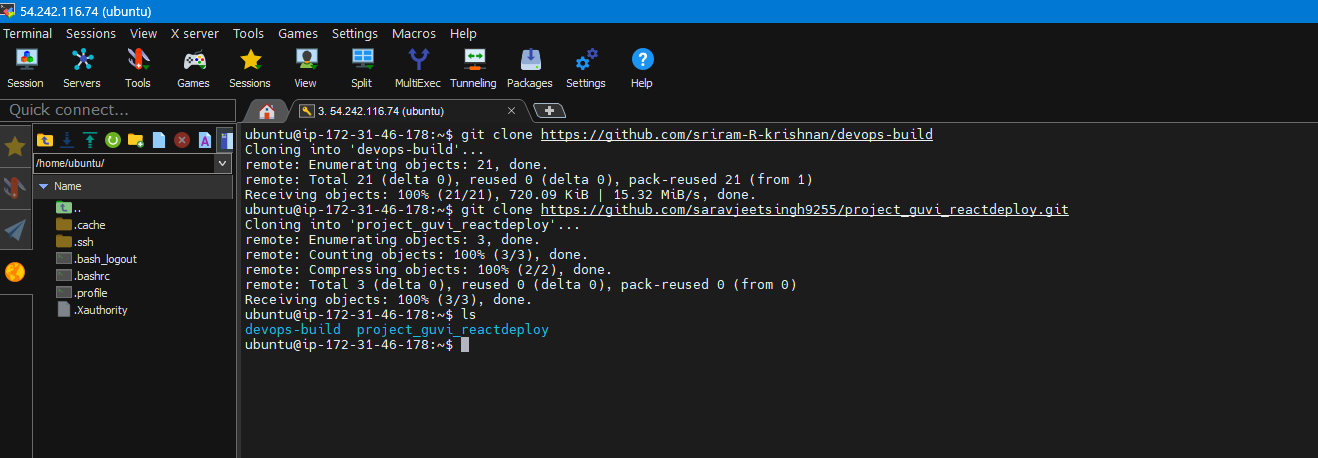 54.242.116.74 (ubuntu)
Terminal Sessions View X server Tools Games Settings Macros Help
Session Servers Tools Games Sessions View Split MultiExec Tunneling Packages Settings Help
Quick connect...
3. 54.242.116.74 (ubuntu)
/home/ubuntu/
Name
..
.cache
.ssh
.bash_logout
.bashrc
.profile
.Xauthority
ubuntu@ip-172-31-46-178:~$ git clone https://github.com/sriram-R-krishnan/devops-build
Cloning into 'devops-build'...
remote: Enumerating objects: 21, done.
remote: Total 21 (delta 0), reused 0 (delta 0), pack-reused 21 (from 1)
Receiving objects: 100% (21/21), 720.09 KiB | 15.32 MiB/s, done.
ubuntu@ip-172-31-46-178:~$ git clone https://github.com/saravjeetsingh9255/project_guvi_reactdeploy.git
Cloning into 'project_guvi_reactdeploy'...
remote: Enumerating objects: 3, done.
remote: Counting objects: 100% (3/3), done.
remote: Compressing objects: 100% (2/2), done.
remote: Total 3 (delta 0), reused 0 (delta 0), pack-reused 0 (from 0)
Receiving objects: 100% (3/3), done.
ubuntu@ip-172-31-46-178:~$ ls
devops-build project_guvi_reactdeploy
ubuntu@ip-172-31-46-178:~$